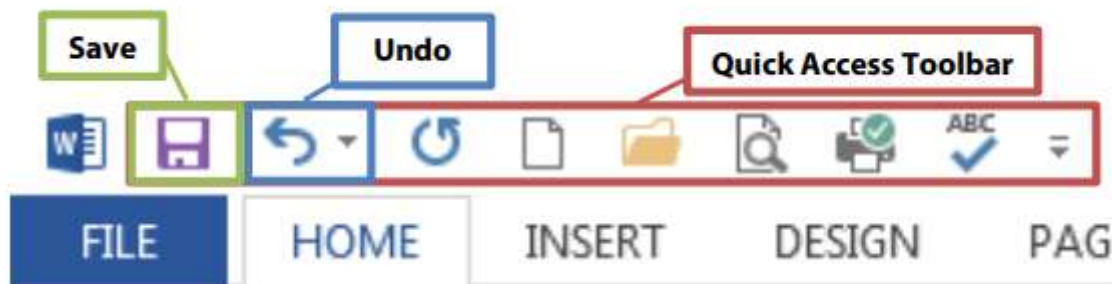 Save
Undo
Quick Access Toolbar
W
ABC
FILE HOME INSERT DESIGN PAG